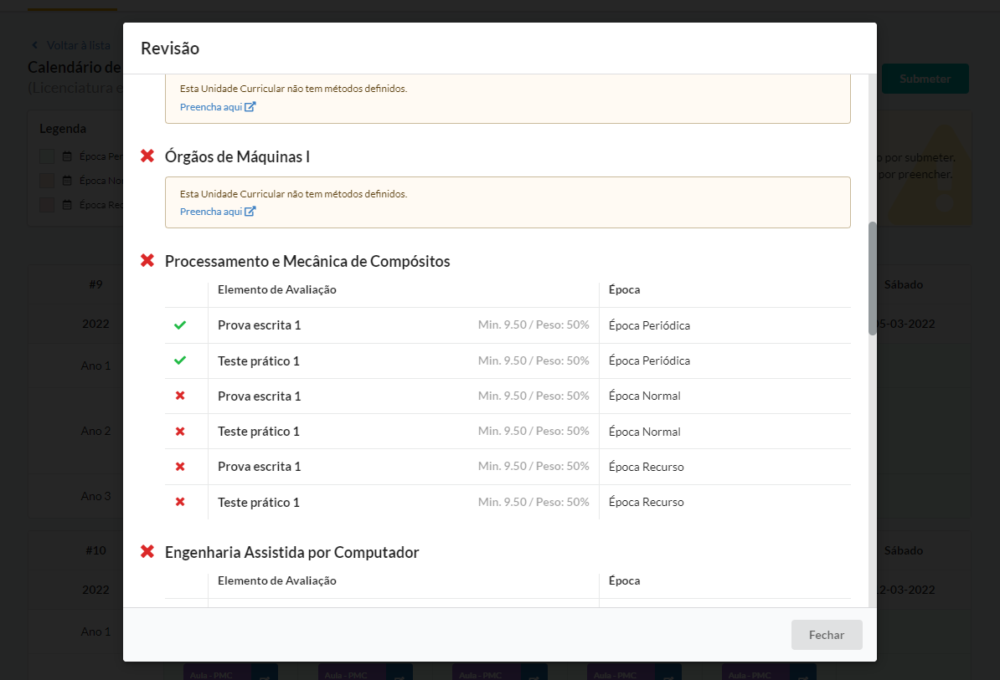 Voltar à lista
Calendário de
(Licenciatura e
Submeter
Legenda
Época Per
Época No
Época Rec
o por submeter.
por preencher.
Revisão
Esta Unidade Curricular não tem métodos definidos.
Preencha aqui
Órgãos de Máquinas I
Esta Unidade Curricular não tem métodos definidos.
Preencha aqui
Processamento e Mecânica de Compósitos
Elemento de Avaliação Época
Prova escrita 1 Min. 9.50 / Peso: 50% Época Periódica
Teste prático 1 Min. 9.50 / Peso: 50% Época Periódica
Prova escrita 1 Min. 9.50 / Peso: 50% Época Normal
Teste prático 1 Min. 9.50 / Peso: 50% Época Normal
Prova escrita 1 Min. 9.50 / Peso: 50% Época Recurso
Teste prático 1 Min. 9.50 / Peso: 50% Época Recurso
Engenharia Assistida por Computador
Elemento de Avaliação Época
Fechar
#9 Sábado
2022 05-03-2022
Ano 1
Ano 2
Ano 3
#10 Sábado
2022 2-03-2022
Ano 1
Aula - PMC Aula - PMC Aula - PMC Aula - PMC Aula - PMC